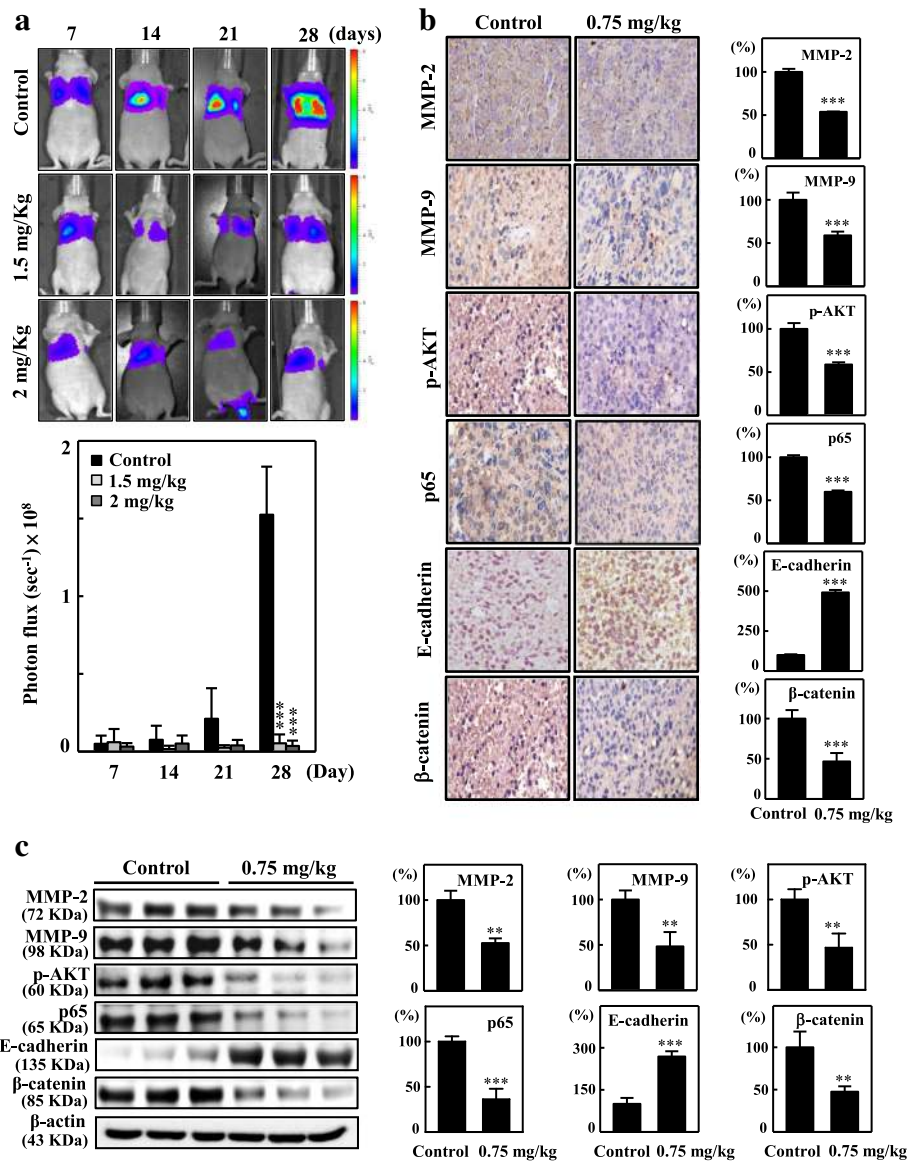 a
7 14 21 28 (days)
Control
1.5 mg/Kg
2 mg/Kg
2
1
0
Photon flux (sec⁻¹) x 10⁸
Control
1.5 mg/kg
2 mg/kg
***
***
7 14 21 28 (Day)
b
Control 0.75 mg/kg
MMP-2
(%)
MMP-2
100
50
0
***
MMP-9
(%)
MMP-9
100
50
0
***
p-AKT
(%)
p-AKT
100
50
0
***
p65
(%)
p65
100
50
0
***
E-cadherin
(%)
E-cadherin
500
250
0
***
β-catenin
(%)
β-catenin
100
50
0
***
Control 0.75 mg/kg
c
Control 0.75 mg/kg
MMP-2
(72 KDa)
MMP-9
(98 KDa)
p-AKT
(60 KDa)
p65
(65 KDa)
E-cadherin
(135 KDa)
β-catenin
(85 KDa)
β-actin
(43 KDa)
(%)
MMP-2
100
50
0
**
(%)
MMP-9
100
50
0
**
(%)
p-AKT
100
50
0
**
(%)
p65
100
50
0
***
Control 0.75 mg/kg
(%)
E-cadherin
300
100
0
***
Control 0.75 mg/kg
(%)
β-catenin
100
50
0
**
Control 0.75 mg/kg